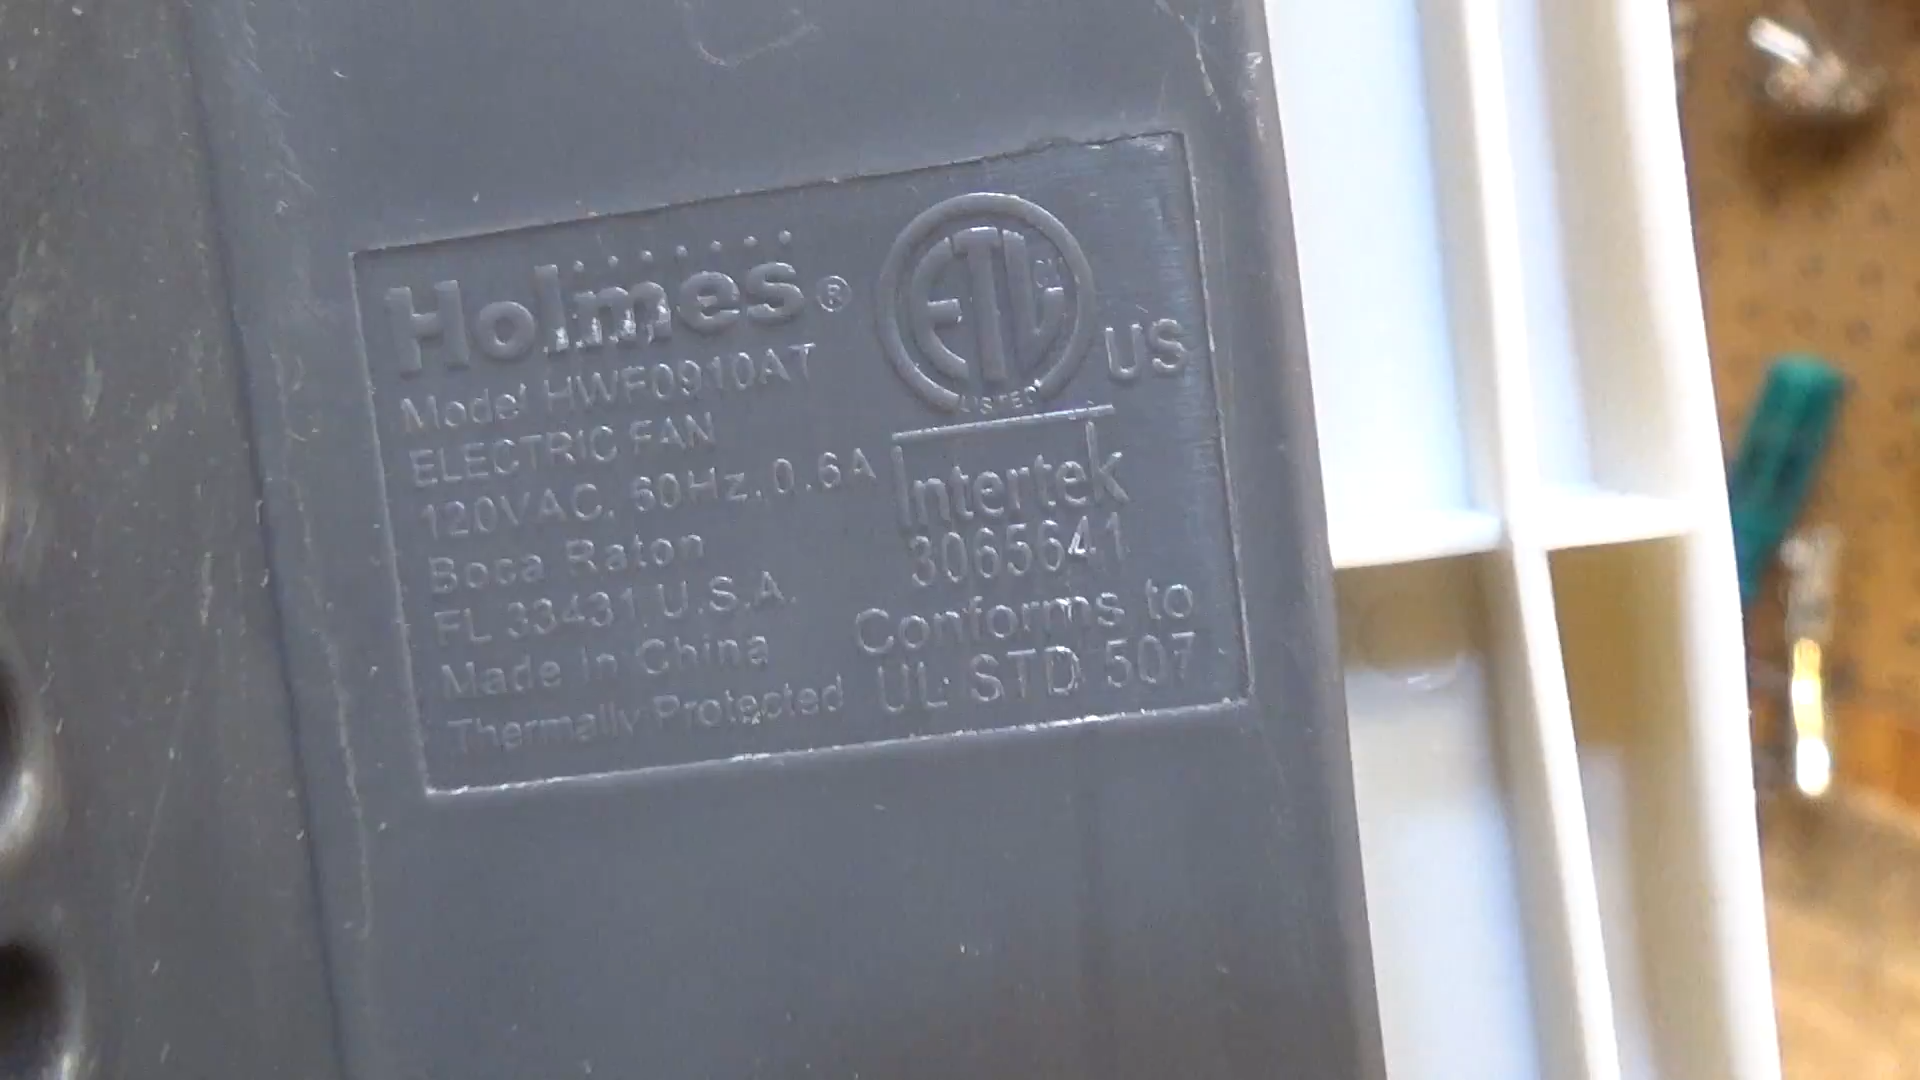 Holmes®
Model HWF0910AT
ELECTRIC FAN
120VAC, 60Hz, 0.6A
Boca Raton
FL 33431 U.S.A.
Made In China
Thermally Protected
ETL
CM
LISTED
US
Intertek
3065641
Conforms to
UL STD 507